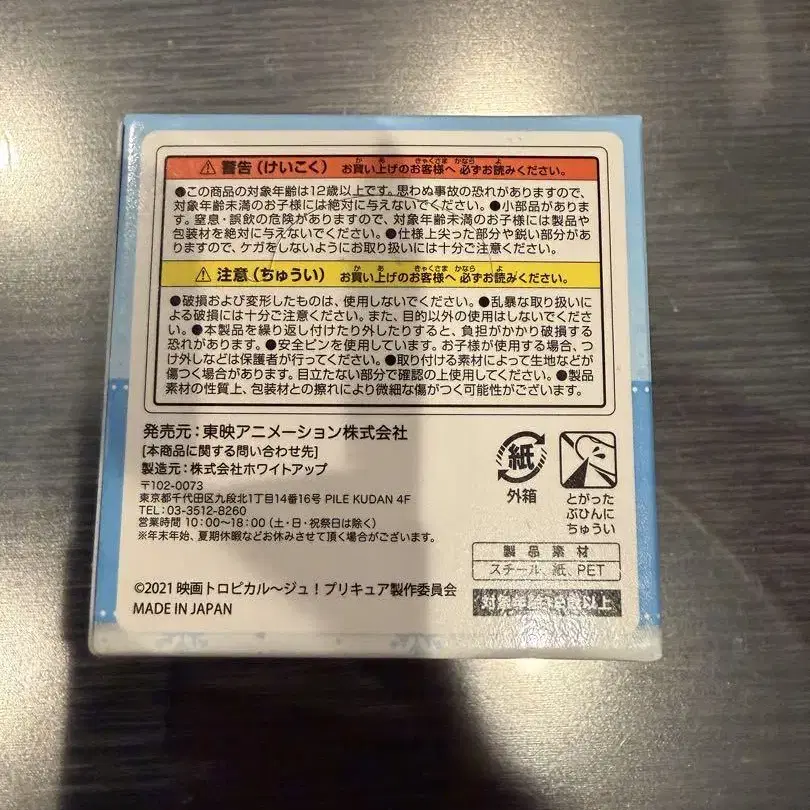 ⚠ 警告(けいこく) お買い上げのお客様へ 必ずお読みください。
●この商品の対象年齢は12歳以上です。思わぬ事故の恐れがありますので、
対象年齢未満のお子様には絶対に与えないでください。●小部品がありま
す。窒息・誤飲の危険がありますので、対象年齢未満のお子様には製品や
包装材を絶対に与えないでください。●仕様上尖った部分や鋭い部分があ
りますので、ケガをしないようにお取り扱いには十分ご注意ください。
⚠ 注意(ちゅうい) お買い上げのお客様へ 必ずお読みください。
●破損および変形したものは、使用しないでください。●乱暴な取り扱いによ
る破損には十分ご注意ください。また、目的以外の使用はしないでくださ
い。●本製品を繰り返し付けたり外したりすると、負担がかかり破損する
恐れがあります。●安全ピンを使用しています。お子様が使用する場合、つ
け外しなどは保護者が行ってください。●取り付ける素材によって生地などが
傷つく場合があります。目立たない部分で確認の上使用してください。●製品
素材の性質上、包装材との擦れにより微細な傷がつく可能性がございます。
発売元:東映アニメーション株式会社
[本商品に関する問い合わせ先]
製造元:株式会社ホワイトアップ
〒102-0073
東京都千代田区九段北1丁目14番16号 PILE KUDAN 4F
TEL:03-3512-8260
営業時間 10:00〜18:00(土・日・祝祭日は除く)
※年末年始、夏期休暇などお休みさせて頂く場合がございます。
紙
外箱
とがった
ぶひんに
ちゅうい
製品素材
スチール、紙、PET
©2021 映画トロピカル〜ジュ!プリキュア製作委員会
MADE IN JAPAN
対象年齢 以上